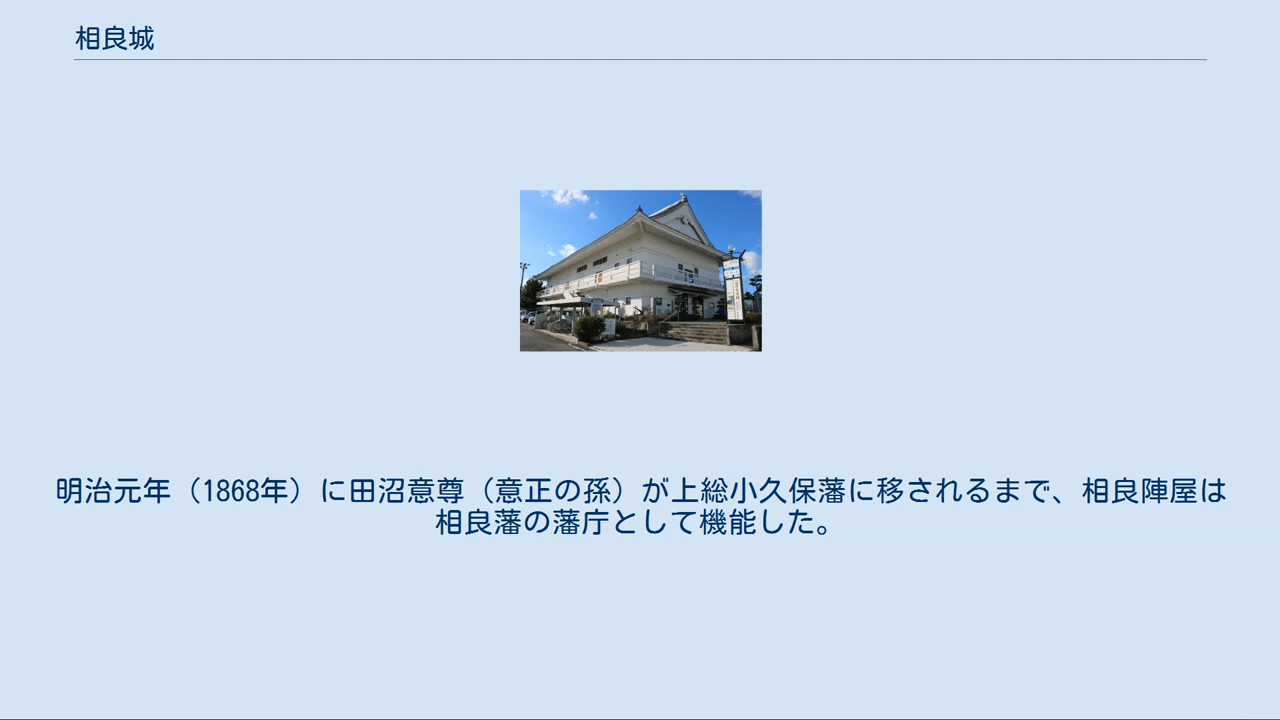 相良城
明治元年（1868年）に田沼意尊（意正の孫）が上総小久保藩に移されるまで、相良陣屋は
相良藩の藩庁として機能した。